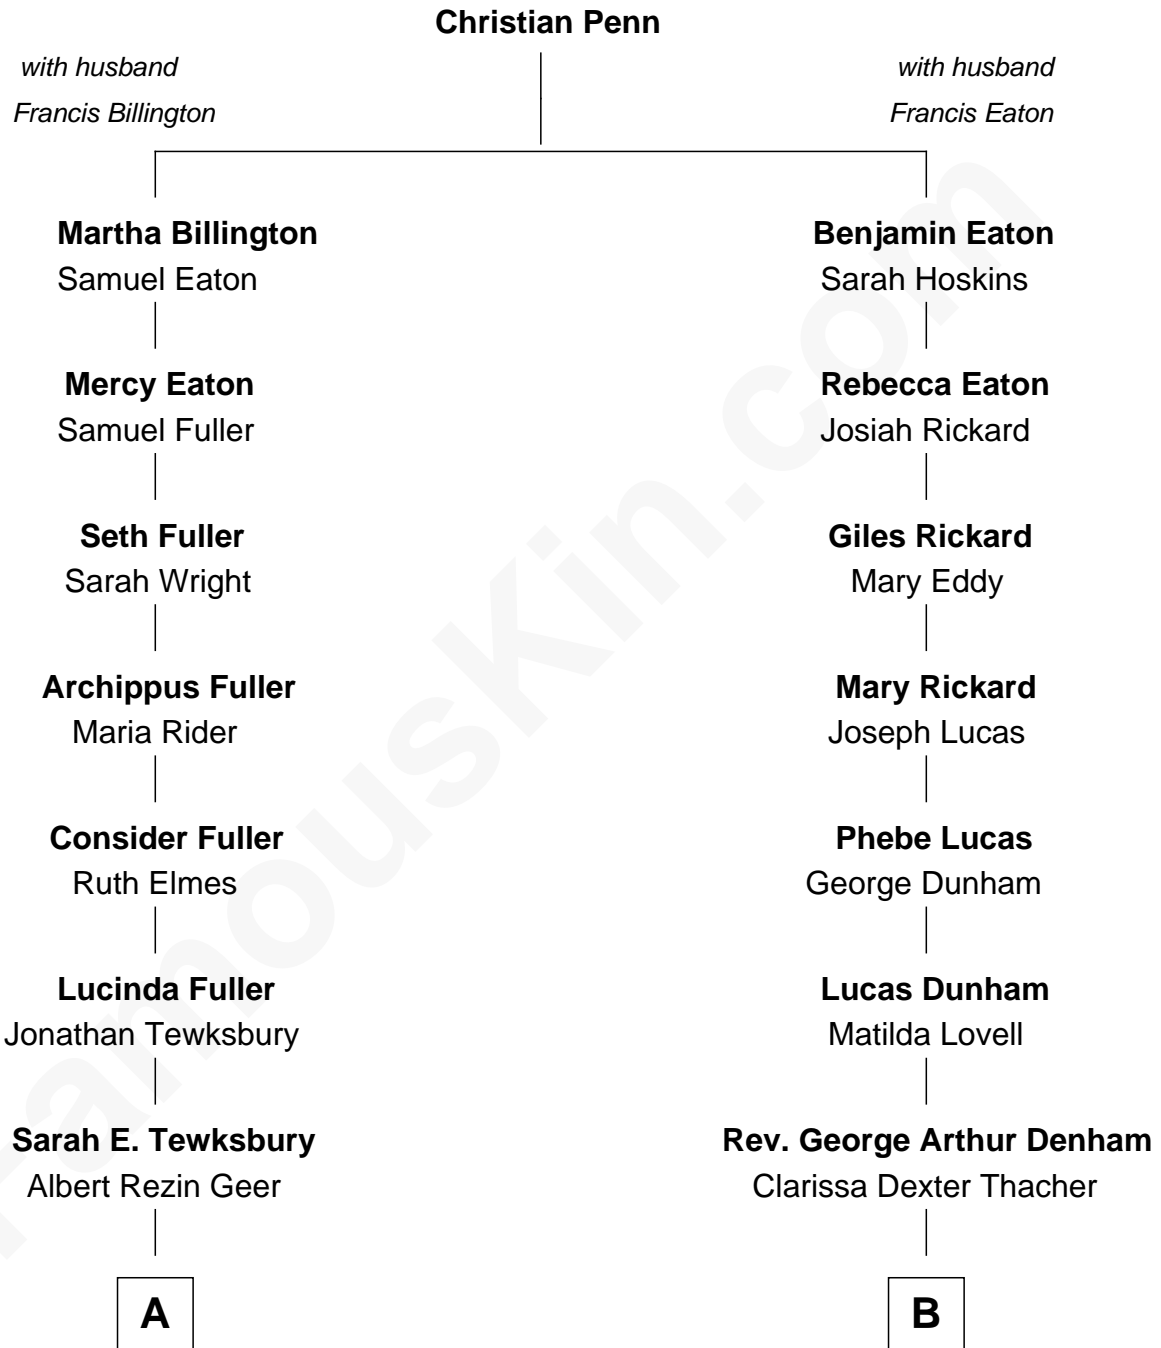 Christian Penn
with husband
Francis Billington
with husband
Francis Eaton
Martha Billington
Samuel Eaton
Benjamin Eaton
Sarah Hoskins
Mercy Eaton
Samuel Fuller
Rebecca Eaton
Josiah Rickard
Seth Fuller
Sarah Wright
Giles Rickard
Mary Eddy
Archippus Fuller
Maria Rider
Mary Rickard
Joseph Lucas
Consider Fuller
Ruth Elmes
Phebe Lucas
George Dunham
Lucinda Fuller
Jonathan Tewksbury
Lucas Dunham
Matilda Lovell
Sarah E. Tewksbury
Albert Rezin Geer
Rev. George Arthur Denham
Clarissa Dexter Thacher
A
B
FamousKin.com